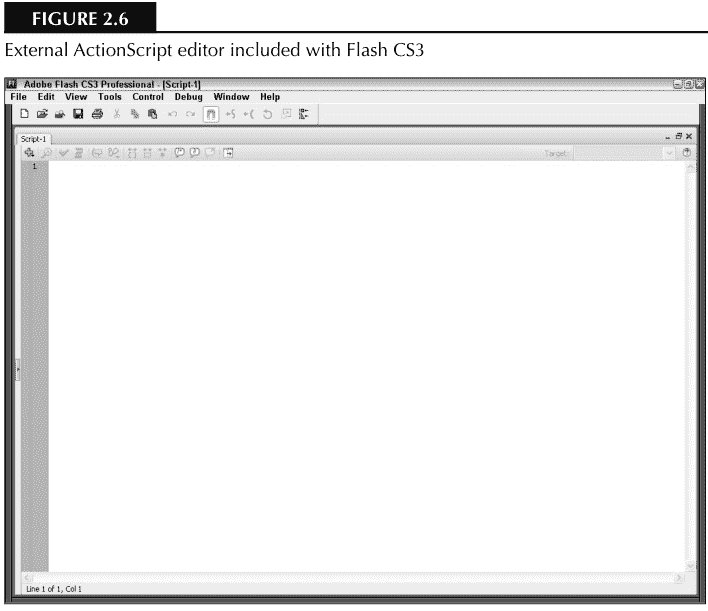 FIGURE 2.6
External ActionScript editor included with Flash CS3
Adobe Flash CS3 Professional - [Script-1]
File Edit View Tools Control Debug Window Help
Script-1
Target:
1
Line 1 of 1, Col 1